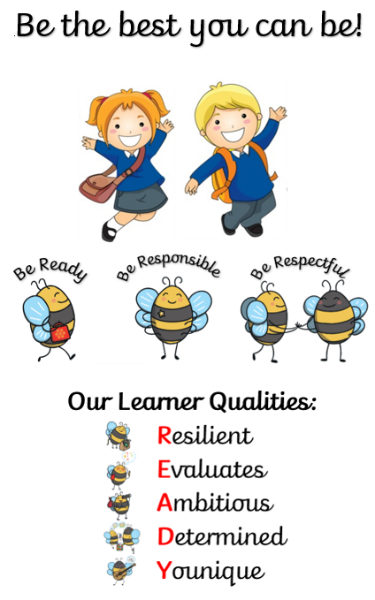 Be the best you can be!
Be Ready
Be Responsible
Be Respectful
Our Learner Qualities:
Resilient
Evaluates
Ambitious
Determined
Younique